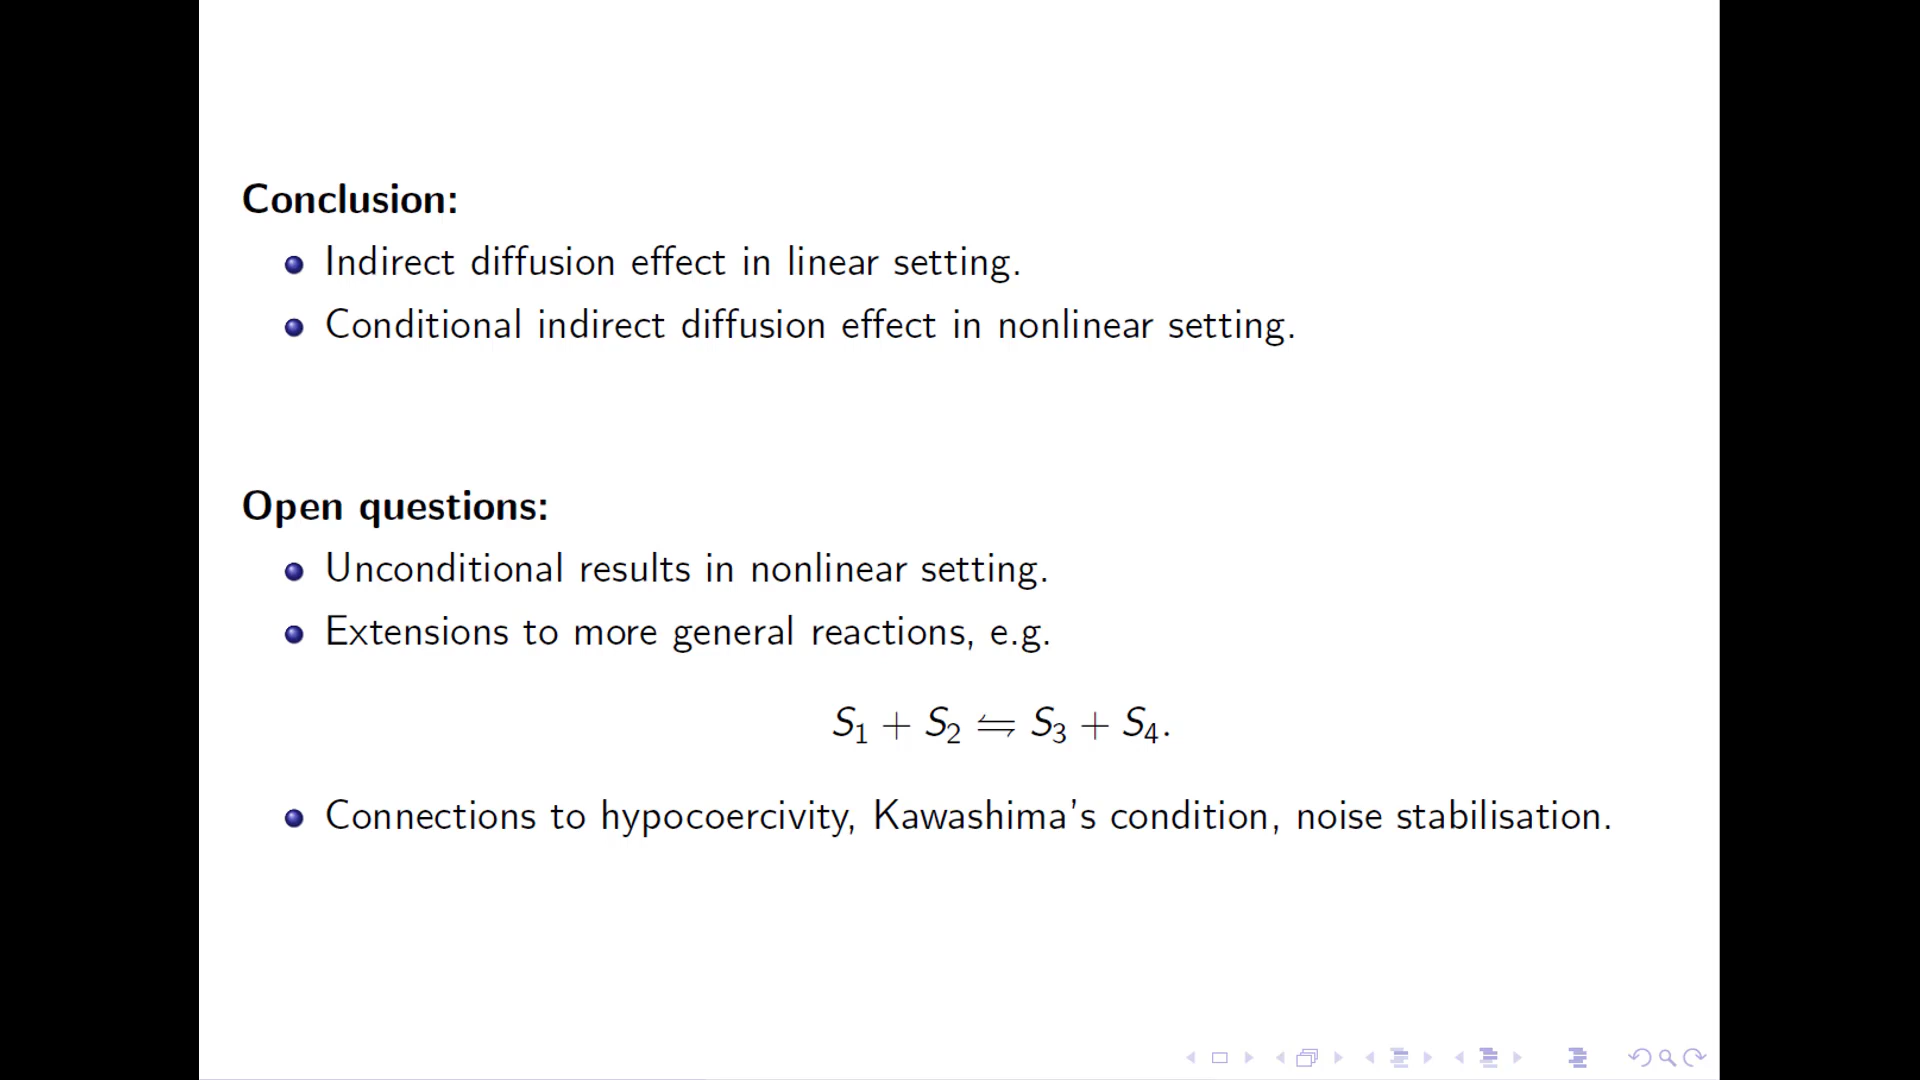 Conclusion:
Indirect diffusion effect in linear setting.
Conditional indirect diffusion effect in nonlinear setting.
Open questions:
Unconditional results in nonlinear setting.
Extensions to more general reactions, e.g.
S₁ + S₂ ⇋ S₃ + S₄.
Connections to hypocoercivity, Kawashima's condition, noise stabilisation.